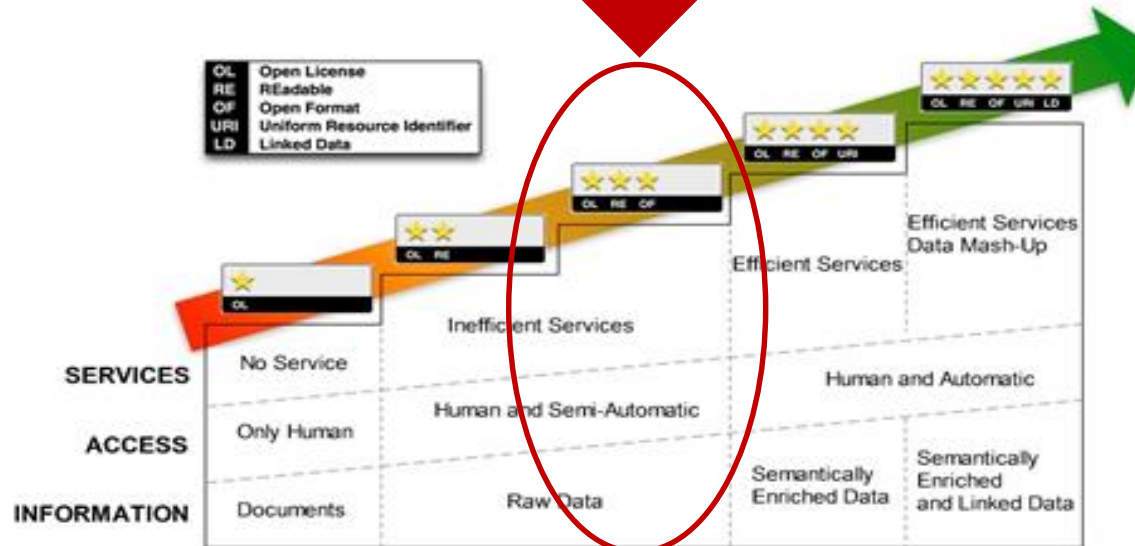 OL Open License
RE REadable
OF Open Format
URI Uniform Resource Identifier
LD Linked Data
OL RE OF URI LD
OL RE OF URI
OL RE OF
OL RE
OL
Efficient Services
Data Mash-Up
Efficient Services
Inefficient Services
SERVICES
No Service
Human and Automatic
Human and Semi-Automatic
ACCESS
Only Human
Semantically
Enriched Data
Semantically
Enriched
and Linked Data
INFORMATION
Documents
Raw Data